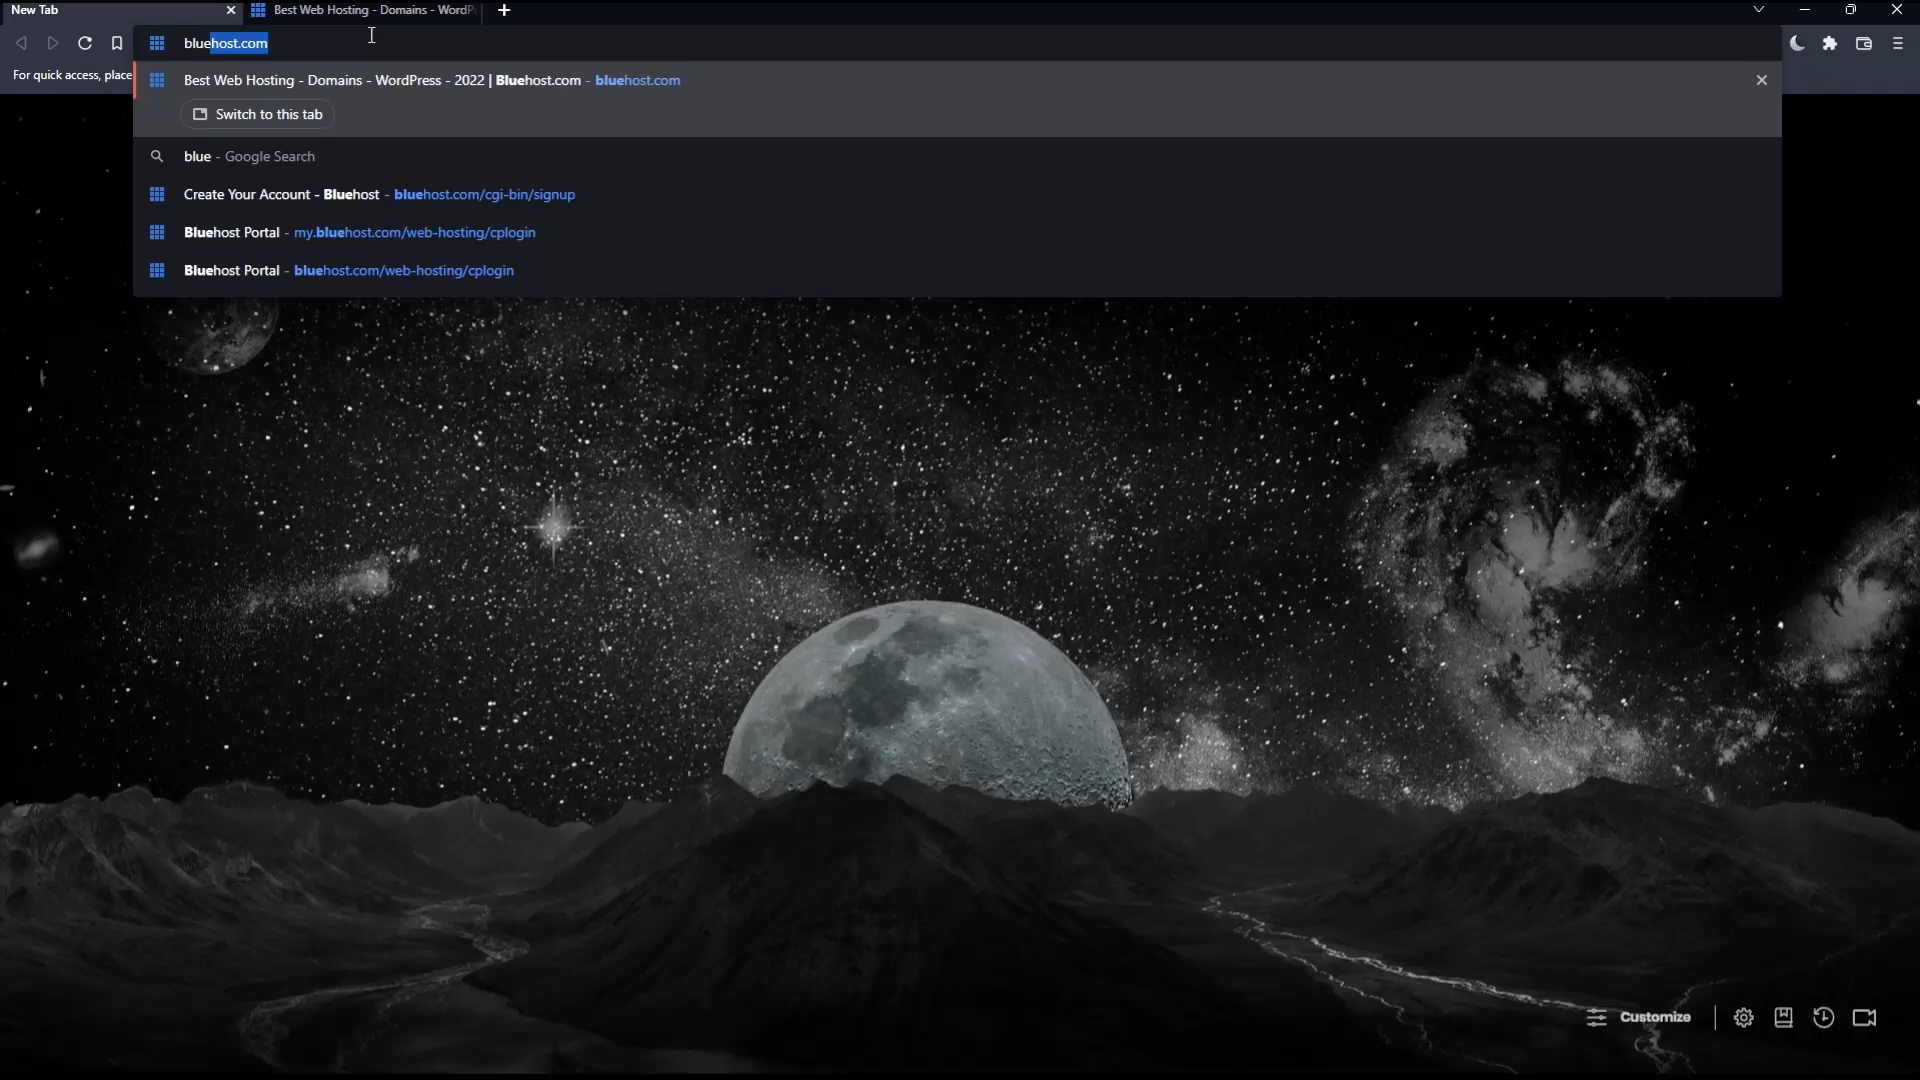 New Tab
Best Web Hosting - Domains - WordP
bluehost.com
For quick access, place
Best Web Hosting - Domains - WordPress - 2022 | Bluehost.com - bluehost.com
Switch to this tab
blue - Google Search
Create Your Account - Bluehost - bluehost.com/cgi-bin/signup
Bluehost Portal - my.bluehost.com/web-hosting/cplogin
Bluehost Portal - bluehost.com/web-hosting/cplogin
Customize